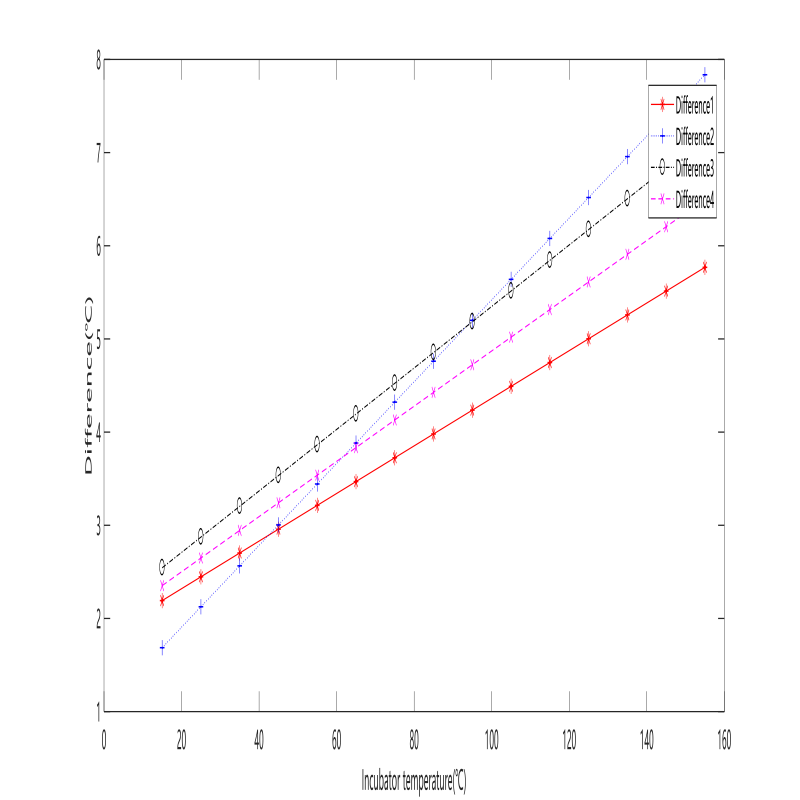 8
7
6
5
4
3
2
1
Difference(℃)
0 20 40 60 80 100 120 140 160
Incubator temperature(℃)
Difference1
Difference2
Difference3
Difference4